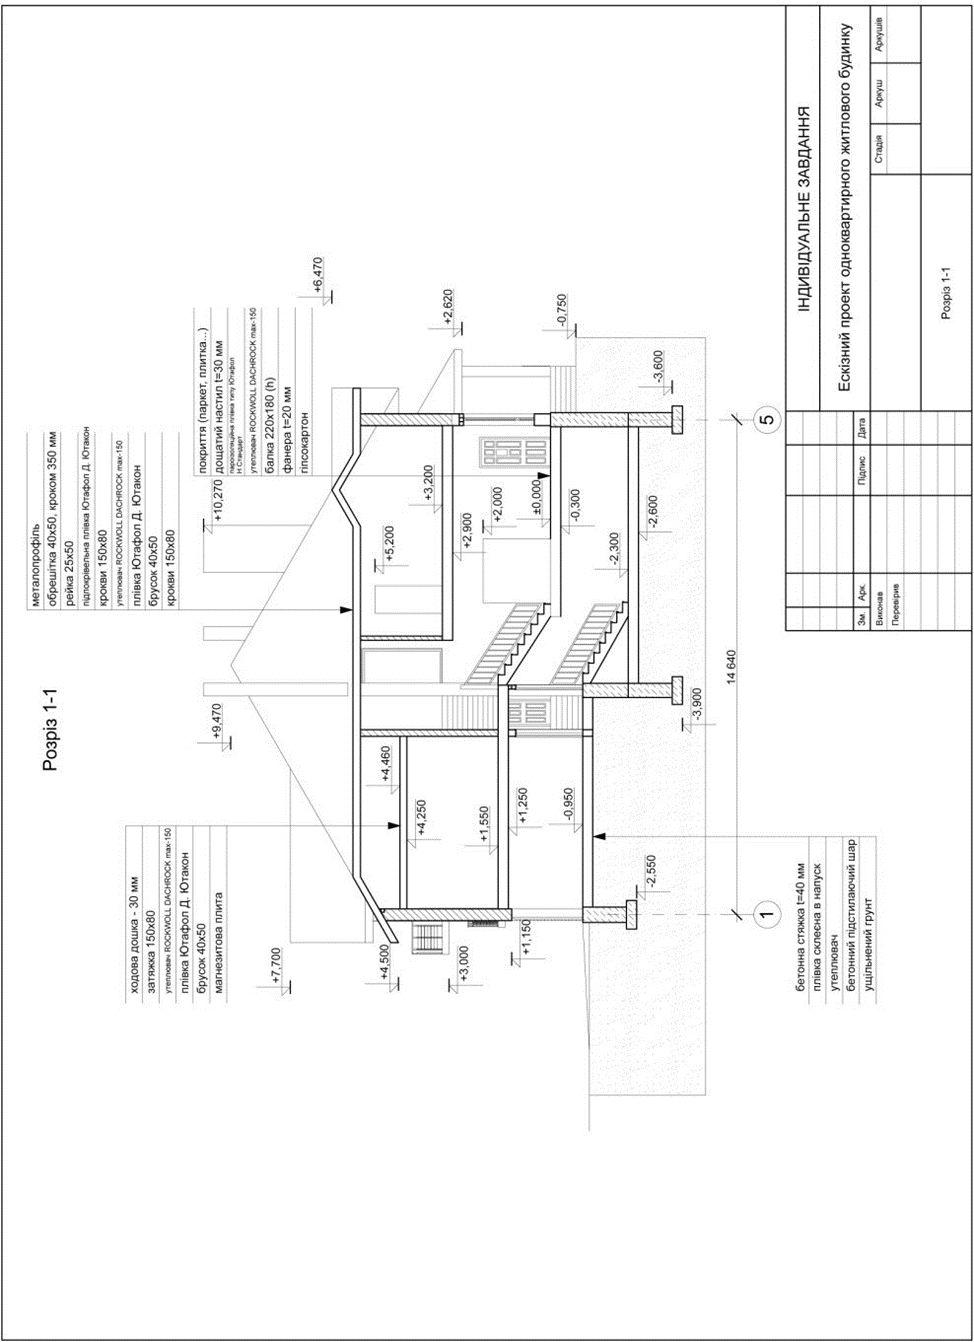 Розріз 1-1
металопрофіль
обрешітка 40х50, кроком 350 мм
рейка 25х50
підпокрівельна плівка Ютафол Д. Ютакон
крокви 150х80
утеплювач ROCKWOLL DACHROCK max-150
плівка Ютафол Д. Ютакон
брусок 40х50
крокви 150х80
ходова дошка - 30 мм
затяжка 150х80
утеплювач ROCKWOLL DACHROCK max-150
плівка Ютафол Д. Ютакон
брусок 40х50
магнезитова плита
покриття (паркет, плитка...)
дощатий настил t=30 мм
пароізоляційна плівка типу Ютафол
Н Стандарт
утеплювач ROCKWOLL DACHROCK max-150
балка 220х180 (h)
фанера t=20 мм
гіпсокартон
+9,470
+10,270
+6,470
+7,700
+4,500
+3,000
+1,150
+4,460
+4,250
+1,550
+1,250
-0,950
+5,200
+3,200
+2,900
+2,000
±0,000
-0,300
-2,300
-2,600
+2,620
-0,750
-3,600
-2,550
-3,900
14 640
1
5
бетонна стяжка t=40 мм
плівка склеєна в напуск
утеплювач
бетонний підстилаючий шар
ущільнений грунт
ІНДИВІДУАЛЬНЕ ЗАВДАННЯ
Ескізний проект одноквартирного житлового будинку
Зм. Арк. Підпис Дата
Виконав
Перевірив
Стадія Аркуш Аркушів
Розріз 1-1